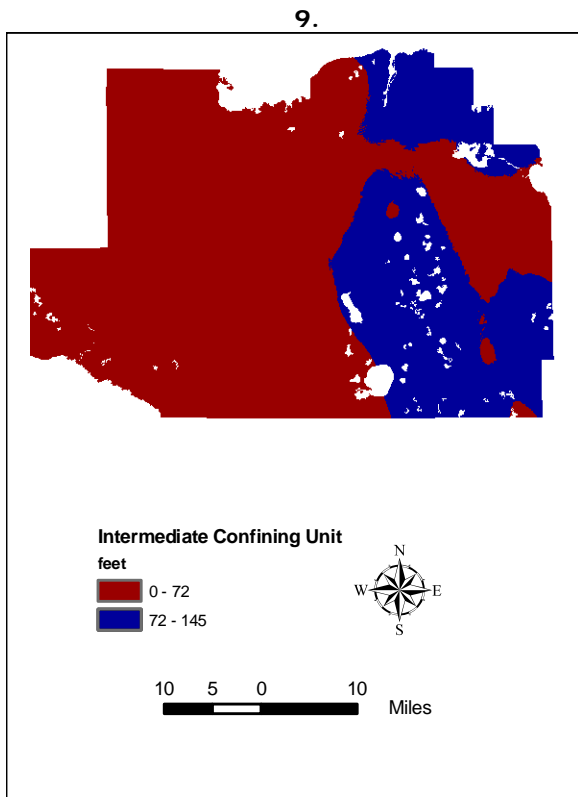 9.
Intermediate Confining Unit
feet
0 - 72
72 - 145
N
W E
S
10 5 0 10
Miles